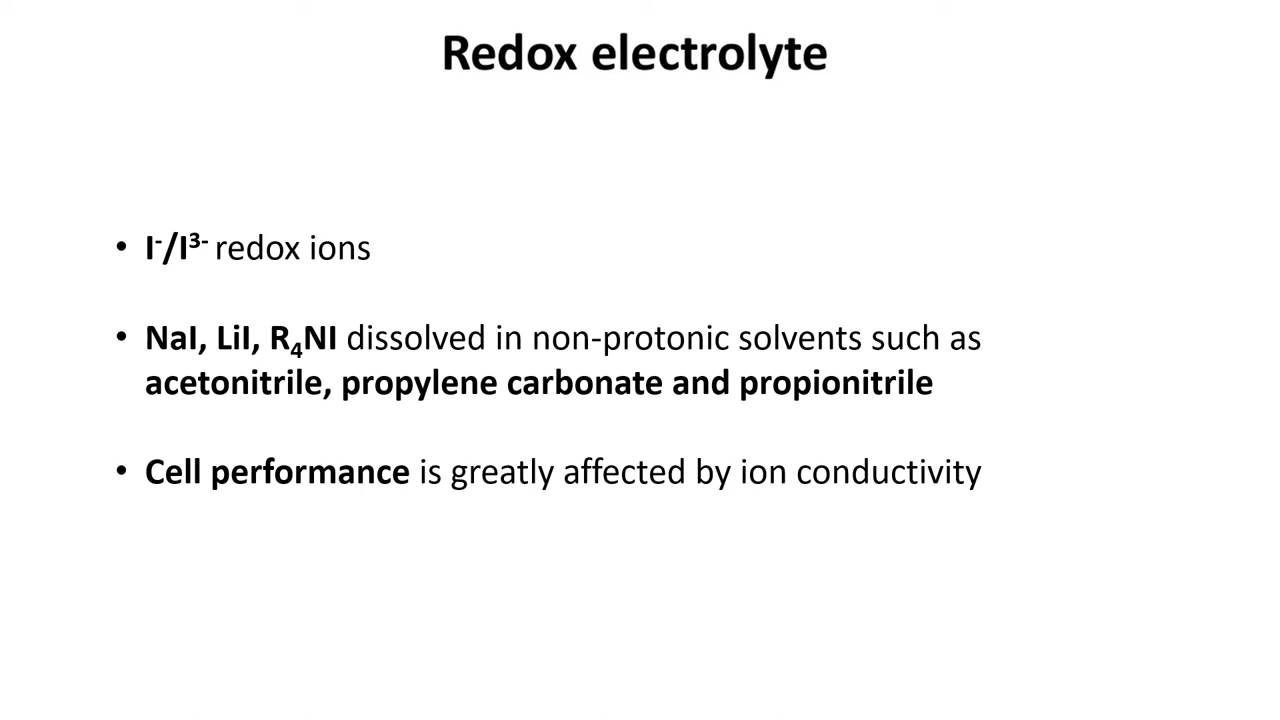 Redox electrolyte
• I⁻/I³⁻ redox ions
• NaI, LiI, R₄NI dissolved in non-protonic solvents such as
acetonitrile, propylene carbonate and propionitrile
• Cell performance is greatly affected by ion conductivity